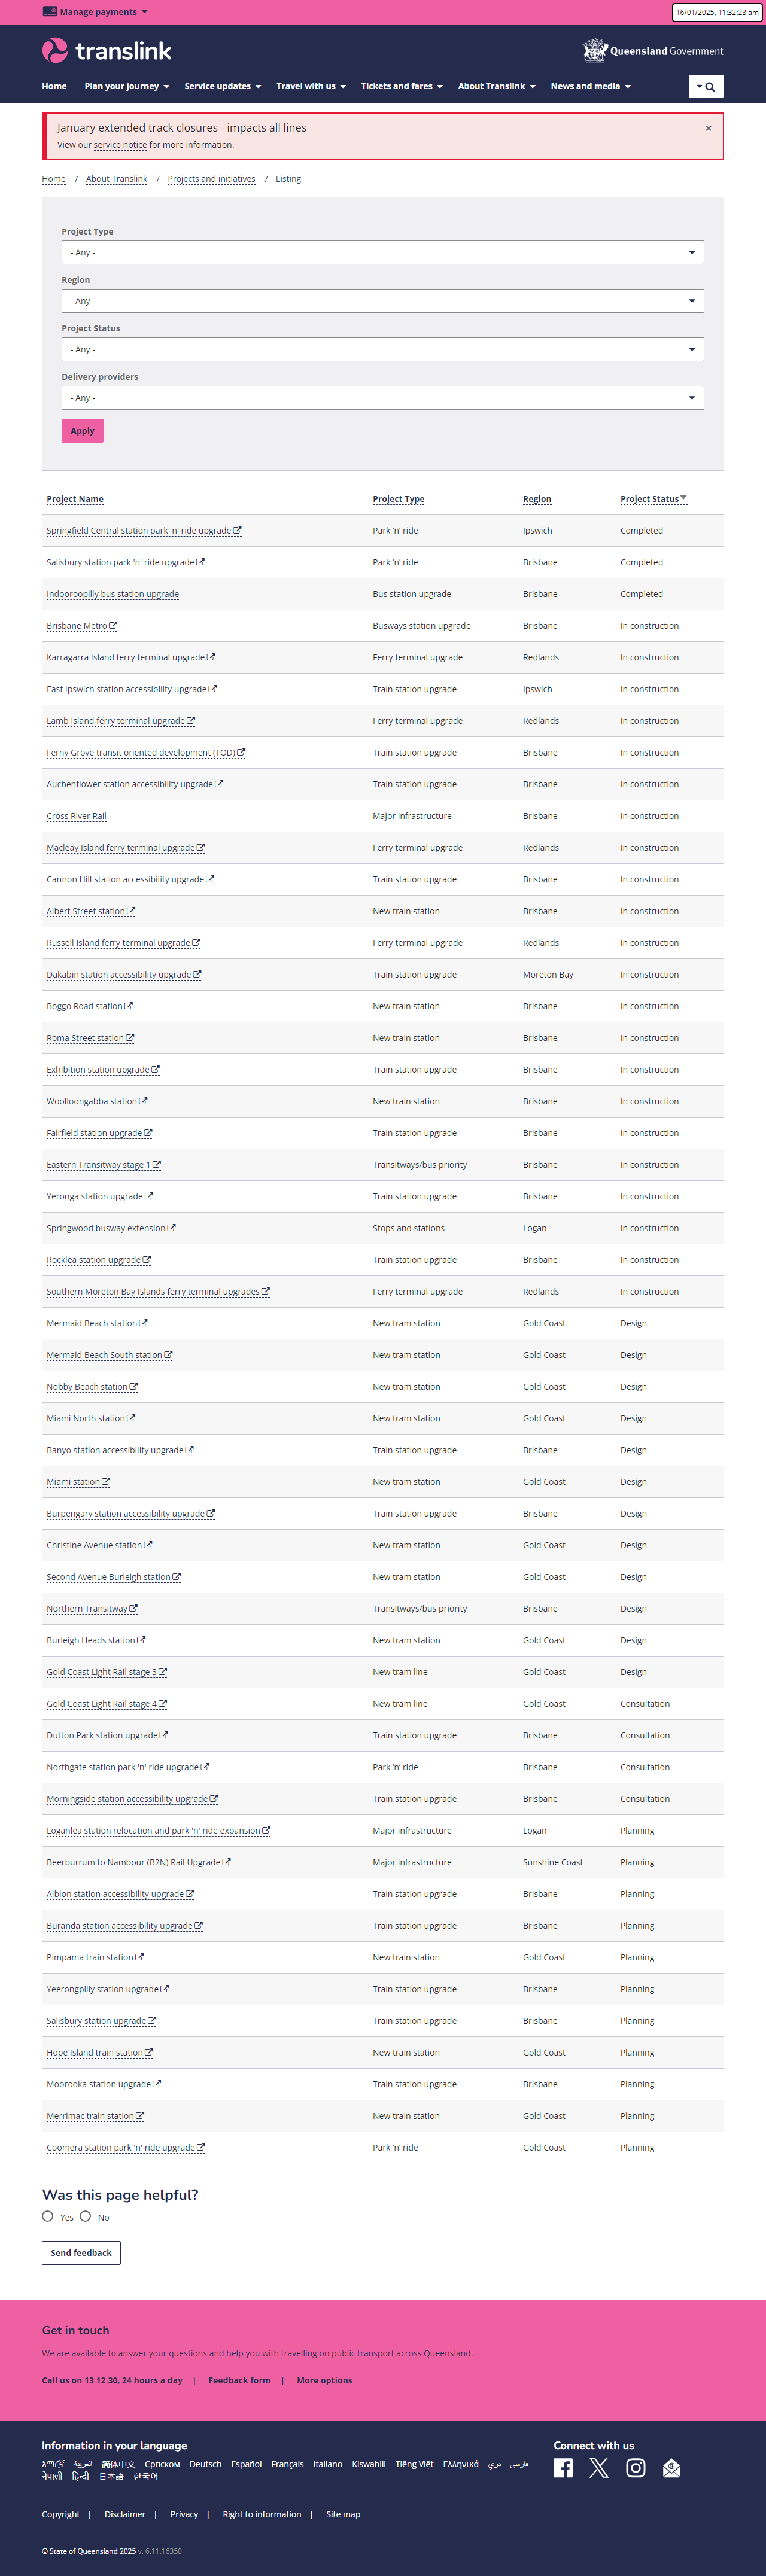 Manage payments
16/01/2025, 11:32:23 am
translink
Queensland Government
Home Plan your journey Service updates Travel with us Tickets and fares About Translink News and media
January extended track closures - impacts all lines ×
View our service notice for more information.
Home / About Translink / Projects and initiatives / Listing
Project Type
- Any -
Region
- Any -
Project Status
- Any -
Delivery providers
- Any -
Apply
Project Name Project Type Region Project Status
Springfield Central station park 'n' ride upgrade Park 'n' ride Ipswich Completed
Salisbury station park 'n' ride upgrade Park 'n' ride Brisbane Completed
Indooroopilly bus station upgrade Bus station upgrade Brisbane Completed
Brisbane Metro Busways station upgrade Brisbane In construction
Karragarra Island ferry terminal upgrade Ferry terminal upgrade Redlands In construction
East Ipswich station accessibility upgrade Train station upgrade Ipswich In construction
Lamb Island ferry terminal upgrade Ferry terminal upgrade Redlands In construction
Ferny Grove transit oriented development (TOD) Train station upgrade Brisbane In construction
Auchenflower station accessibility upgrade Train station upgrade Brisbane In construction
Cross River Rail Major infrastructure Brisbane In construction
Macleay Island ferry terminal upgrade Ferry terminal upgrade Redlands In construction
Cannon Hill station accessibility upgrade Train station upgrade Brisbane In construction
Albert Street station New train station Brisbane In construction
Russell Island ferry terminal upgrade Ferry terminal upgrade Redlands In construction
Dakabin station accessibility upgrade Train station upgrade Moreton Bay In construction
Boggo Road station New train station Brisbane In construction
Roma Street station New train station Brisbane In construction
Exhibition station upgrade Train station upgrade Brisbane In construction
Woolloongabba station New train station Brisbane In construction
Fairfield station upgrade Train station upgrade Brisbane In construction
Eastern Transitway stage 1 Transitways/bus priority Brisbane In construction
Yeronga station upgrade Train station upgrade Brisbane In construction
Springwood busway extension Stops and stations Logan In construction
Rocklea station upgrade Train station upgrade Brisbane In construction
Southern Moreton Bay Islands ferry terminal upgrades Ferry terminal upgrade Redlands In construction
Mermaid Beach station New tram station Gold Coast Design
Mermaid Beach South station New tram station Gold Coast Design
Nobby Beach station New tram station Gold Coast Design
Miami North station New tram station Gold Coast Design
Banyo station accessibility upgrade Train station upgrade Brisbane Design
Miami station New tram station Gold Coast Design
Burpengary station accessibility upgrade Train station upgrade Brisbane Design
Christine Avenue station New tram station Gold Coast Design
Second Avenue Burleigh station New tram station Gold Coast Design
Northern Transitway Transitways/bus priority Brisbane Design
Burleigh Heads station New tram station Gold Coast Design
Gold Coast Light Rail stage 3 New tram line Gold Coast Design
Gold Coast Light Rail stage 4 New tram line Gold Coast Consultation
Dutton Park station upgrade Train station upgrade Brisbane Consultation
Northgate station park 'n' ride upgrade Park 'n' ride Brisbane Consultation
Morningside station accessibility upgrade Train station upgrade Brisbane Consultation
Loganlea station relocation and park 'n' ride expansion Major infrastructure Logan Planning
Beerburrum to Nambour (B2N) Rail Upgrade Major infrastructure Sunshine Coast Planning
Albion station accessibility upgrade Train station upgrade Brisbane Planning
Buranda station accessibility upgrade Train station upgrade Brisbane Planning
Pimpama train station New train station Gold Coast Planning
Yeerongpilly station upgrade Train station upgrade Brisbane Planning
Salisbury station upgrade Train station upgrade Brisbane Planning
Hope Island train station New train station Gold Coast Planning
Moorooka station upgrade Train station upgrade Brisbane Planning
Merrimac train station New train station Gold Coast Planning
Coomera station park 'n' ride upgrade Park 'n' ride Gold Coast Planning
Was this page helpful?
Yes No
Send feedback
Get in touch
We are available to answer your questions and help you with travelling on public transport across Queensland.
Call us on 13 12 30, 24 hours a day | Feedback form | More options
Information in your language
አማርኛ العربية 简体中文 Српском Deutsch Español Français Italiano Kiswahili Tiếng Việt Ελληνικά دري فارسی
नेपाली हिन्दी 日本語 한국어
Connect with us
Copyright | Disclaimer | Privacy | Right to information | Site map
© State of Queensland 2025 v. 6.11.16350